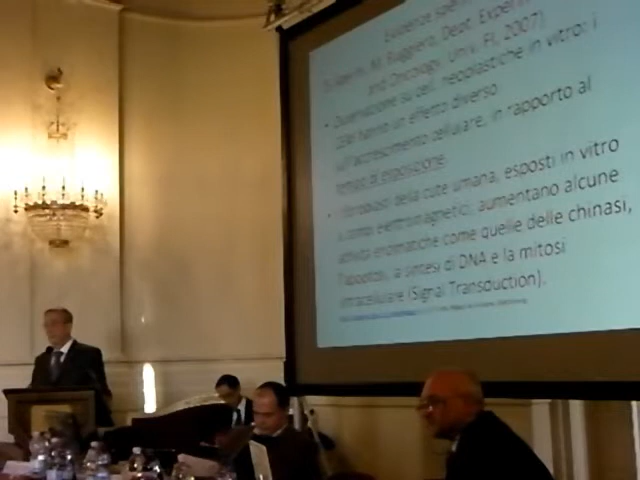 Evidenze
M. Ruggiero, Dept. Experim.
and Oncology, Univ. FI, 2007)
• Osservazione su cell. neoplastiche in vitro: i
CEM hanno un effetto diverso
sull'accrescimento cellulare, in rapporto al
tempo di esposizione.
• I fibroblasti della cute umana, esposti in vitro
a campi elettromagnetici, aumentano alcune
attività enzimatiche come quelle delle chinasi,
l'apoptosi, la sintesi di DNA e la mitosi
intracellulare (Signal Transduction).